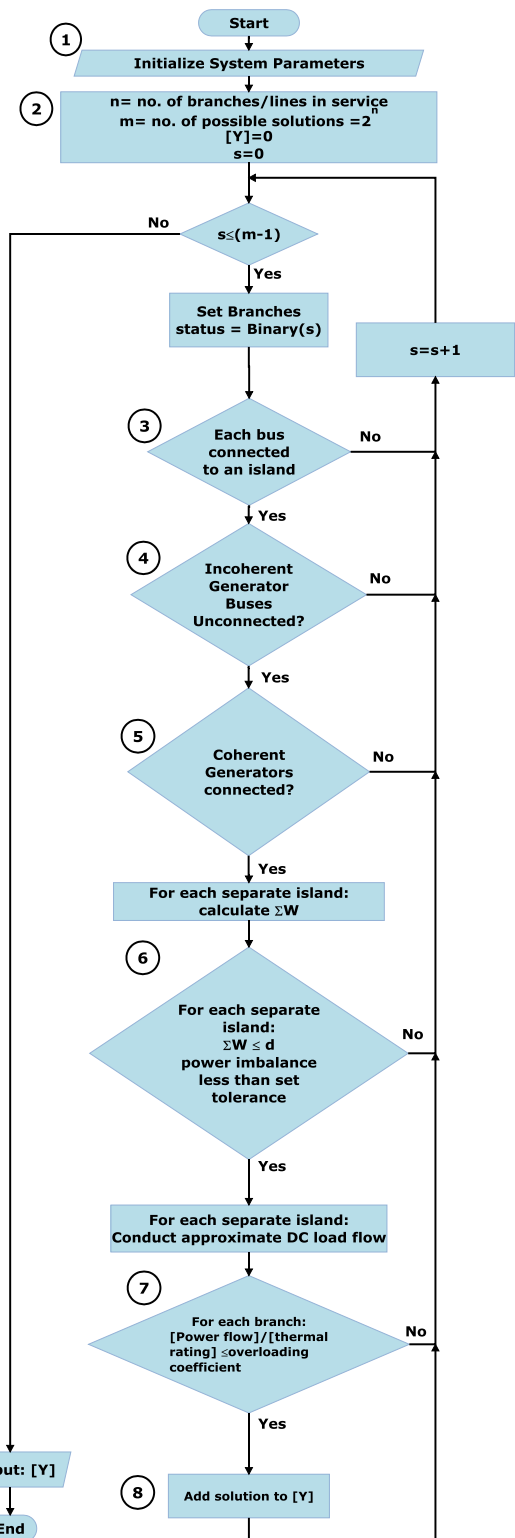 Start
1
Initialize System Parameters
2
n= no. of branches/lines in service
m= no. of possible solutions =2^n
[Y]=0
s=0
No
s≤(m-1)
Yes
Set Branches
status = Binary(s)
s=s+1
3
Each bus
connected
to an island
No
Yes
4
Incoherent
Generator
Buses
Unconnected?
No
Yes
5
Coherent
Generators
connected?
No
Yes
For each separate island:
calculate ΣW
6
For each separate
island:
ΣW ≤ d
power imbalance
less than set
tolerance
No
Yes
For each separate island:
Conduct approximate DC load flow
7
For each branch:
[Power flow]/[thermal
rating] ≤overloading
coefficient
No
Yes
[Y]
8
Add solution to [Y]
End